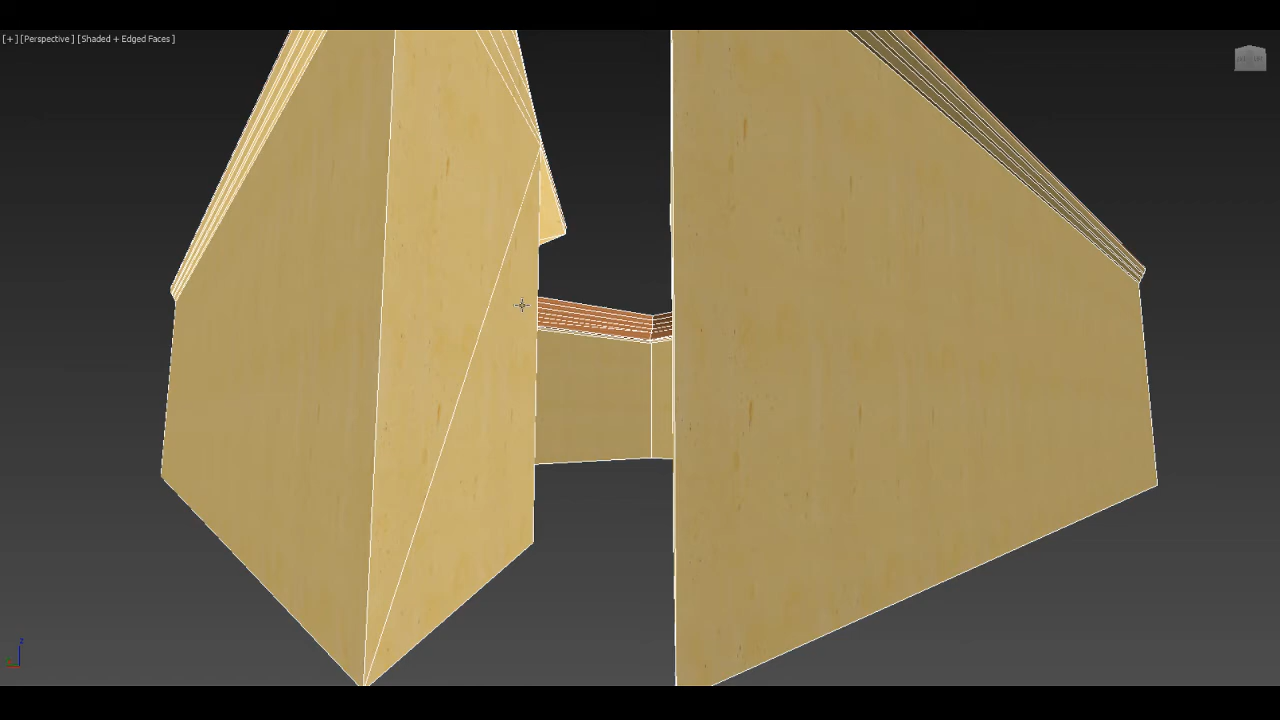 [+] [Perspective ] [Shaded + Edged Faces ]
z